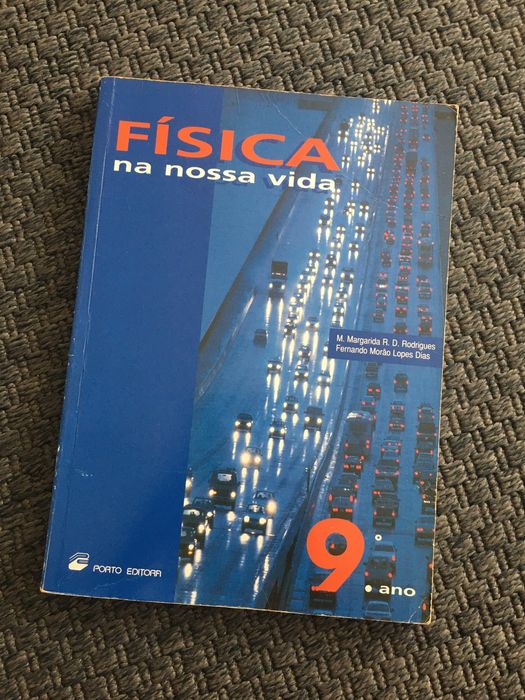 FÍSICA
na nossa vida
M. Margarida R. D. Rodrigues
Fernando Morão Lopes Dias
9.° ano
PORTO EDITORA